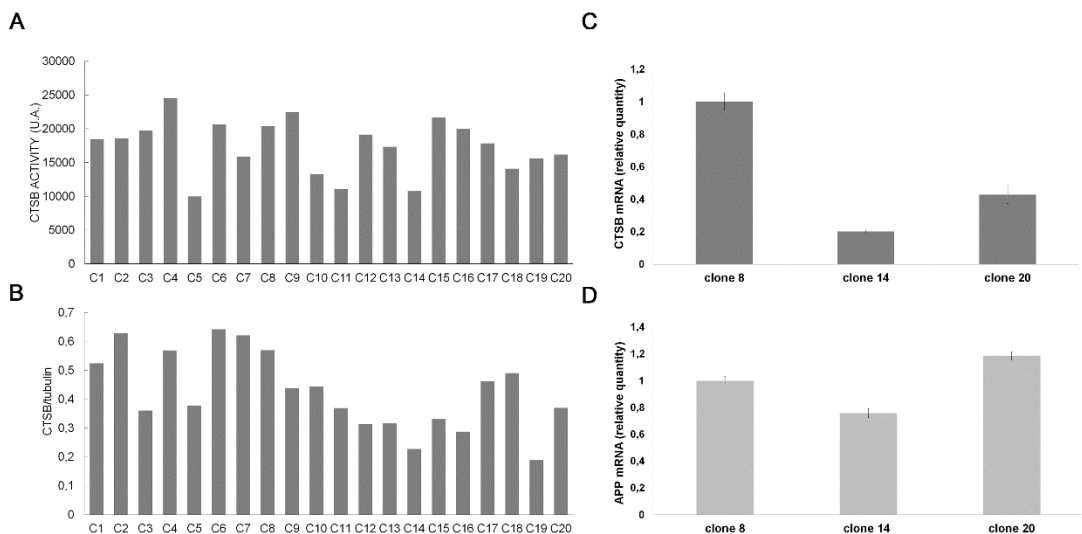 A
30000
25000
20000
15000
10000
5000
0
CTSB ACTIVITY (U.A.)
C1 C2 C3 C4 C5 C6 C7 C8 C9 C10 C11 C12 C13 C14 C15 C16 C17 C18 C19 C20
B
0,7
0,6
0,5
0,4
0,3
0,2
0,1
0
CTSB/tubulin
C1 C2 C3 C4 C5 C6 C7 C8 C9 C10 C11 C12 C13 C14 C15 C16 C17 C18 C19 C20
C
1,2
1
0,8
0,6
0,4
0,2
0
CTSB mRNA (relative quantity)
clone 8 clone 14 clone 20
D
1,4
1,2
1
0,8
0,6
0,4
0,2
0
APP mRNA (relative quantity)
clone 8 clone 14 clone 20